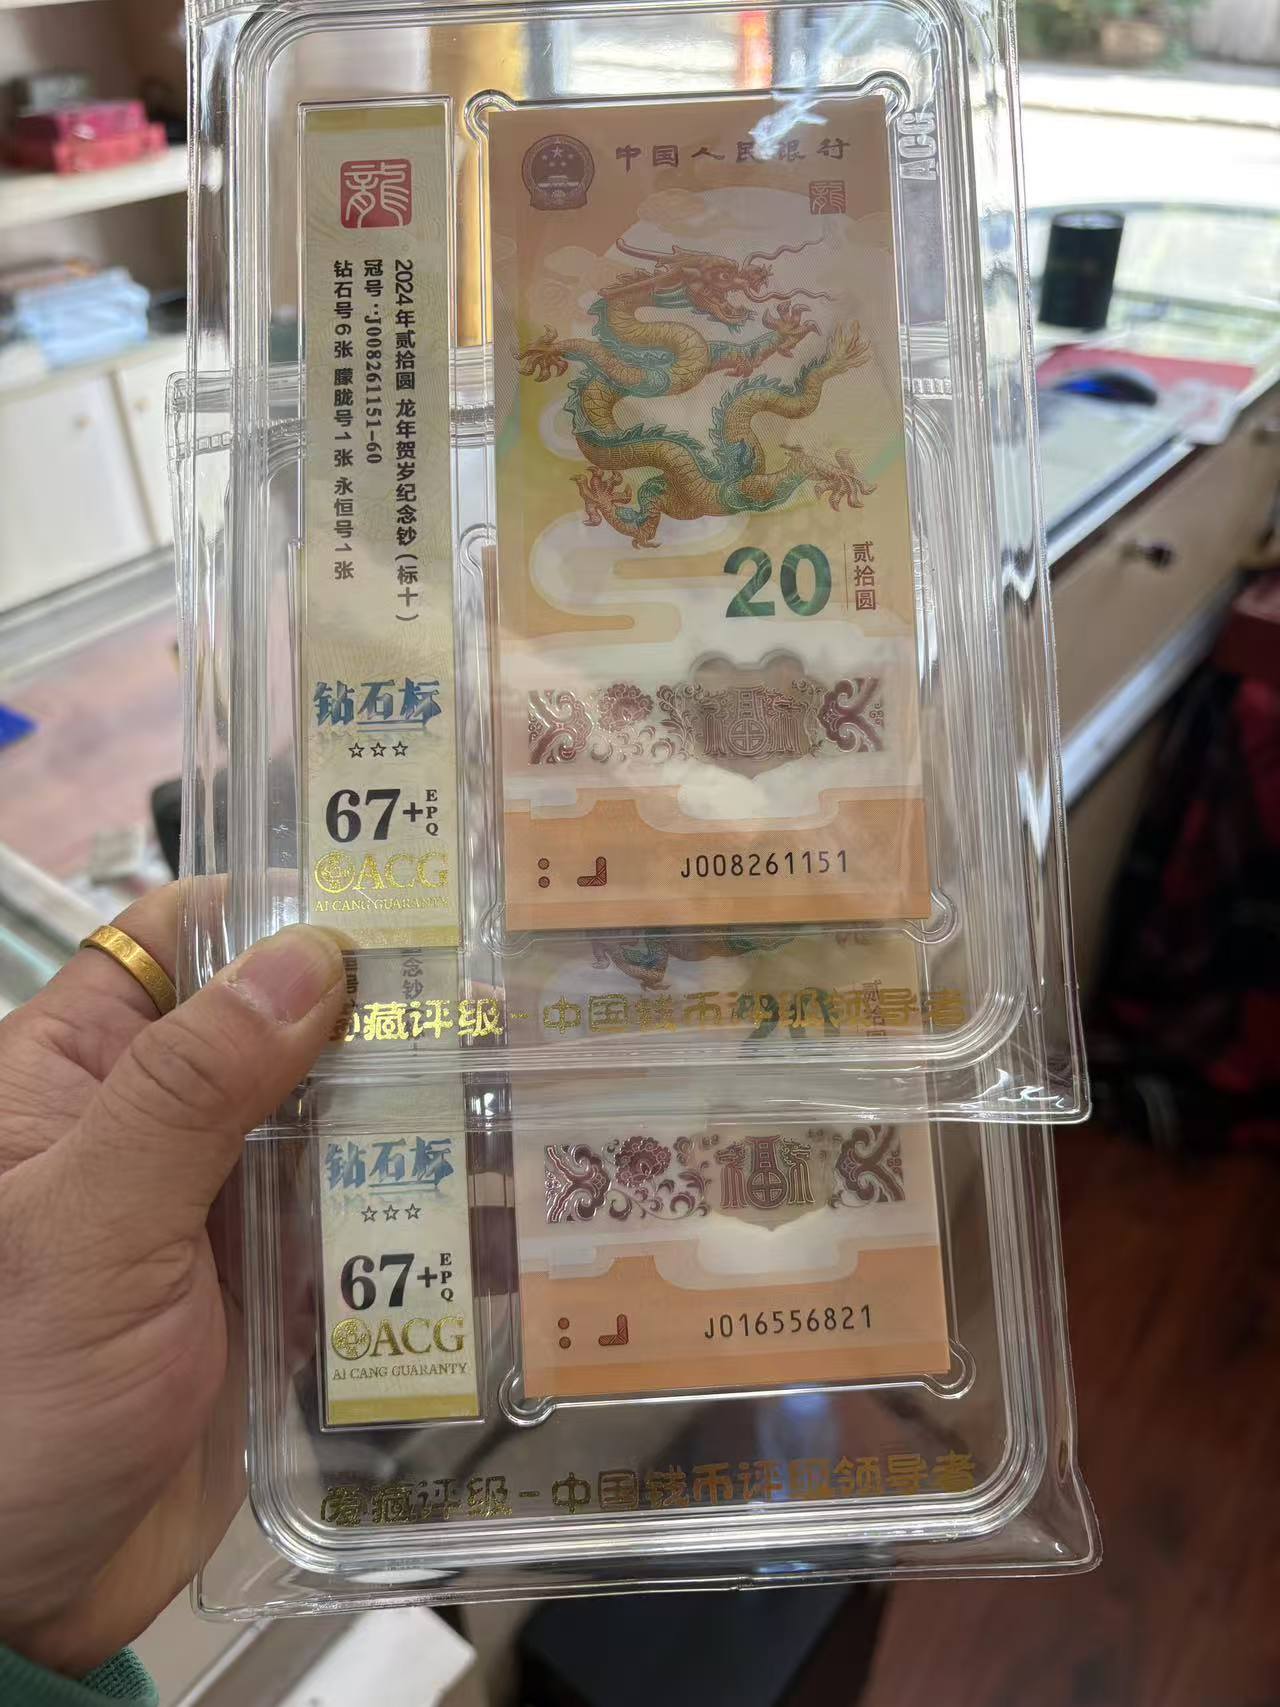 龍
2024年贰拾圆 龙年贺岁纪念钞(标十)
冠号:J008261151-60
钻石号6张 朦胧号1张 永恒号1张
钻石标
☆☆☆
67+EPQ
ACG
AI CANG GUARANTY
中国人民银行
龍
20
贰拾圆
J008261151
ACG
爱藏评级-中国钱币评级领导者
念钞
钻石标
☆☆☆
67+EPQ
ACG
AI CANG GUARANTY
J016556821
爱藏评级-中国钱币评级领导者